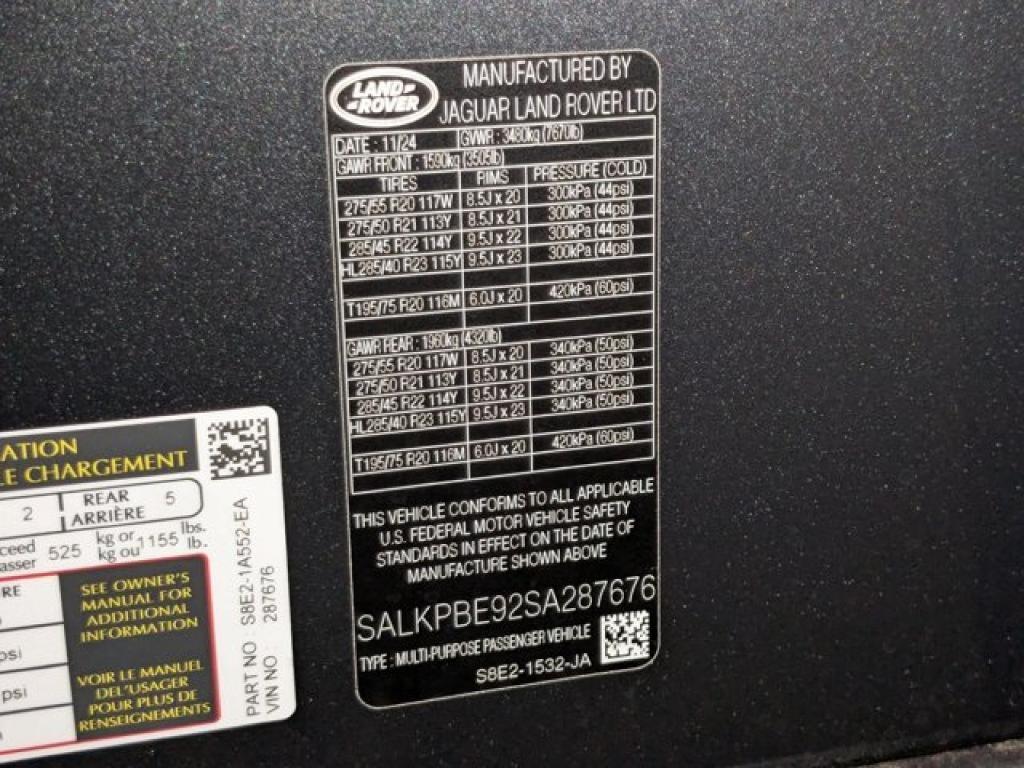 LAND ROVER
MANUFACTURED BY
JAGUAR LAND ROVER LTD
DATE : 11/24 GVWR : 3480kg (7670lb)
GAWR FRONT : 1590kg (3505lb)
TIRES RIMS PRESSURE (COLD)
275/55 R20 117W 8.5J x 20 300kPa (44psi)
275/50 R21 113Y 8.5J x 21 300kPa (44psi)
285/45 R22 114Y 9.5J x 22 300kPa (44psi)
HL285/40 R23 115Y 9.5J x 23 300kPa (44psi)
T195/75 R20 116M 6.0J x 20 420kPa (60psi)
GAWR REAR : 1960kg (4320lb)
275/55 R20 117W 8.5J x 20 340kPa (50psi)
275/50 R21 113Y 8.5J x 21 340kPa (50psi)
285/45 R22 114Y 9.5J x 22 340kPa (50psi)
HL285/40 R23 115Y 9.5J x 23 340kPa (50psi)
T195/75 R20 116M 6.0J x 20 420kPa (60psi)
THIS VEHICLE CONFORMS TO ALL APPLICABLE
U.S. FEDERAL MOTOR VEHICLE SAFETY
STANDARDS IN EFFECT ON THE DATE OF
MANUFACTURE SHOWN ABOVE
SALKPBE92SA287676
TYPE : MULTI-PURPOSE PASSENGER VEHICLE
S8E2-1532-JA
ATION
E CHARGEMENT
2 REAR 5
ARRIÈRE
ceed 525 kg or 1155 lbs.
asser kg ou lb.
RE
SEE OWNER'S
MANUAL FOR
ADDITIONAL
INFORMATION
psi
psi
VOIR LE MANUEL
DEL'USAGER
POUR PLUS DE
RENSEIGNEMENTS
PART NO : S8E2-1A552-EA
VIN NO : 287676